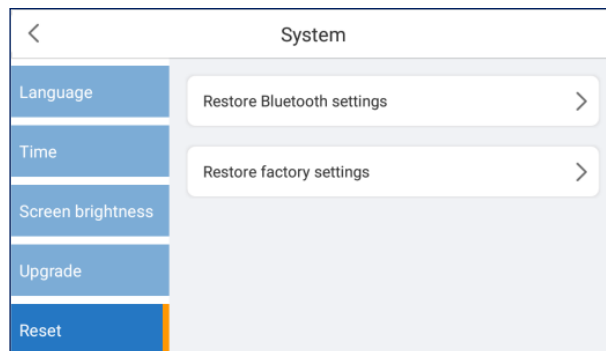 System
Language
Time
Screen brightness
Upgrade
Reset
Restore Bluetooth settings
Restore factory settings